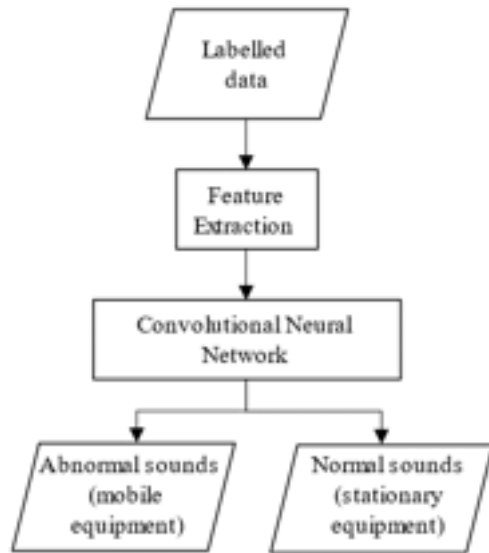 Labelled
data
Feature
Extraction
Convolutional Neural
Network
Abnormal sounds
(mobile
equipment)
Normal sounds
(stationary
equipment)